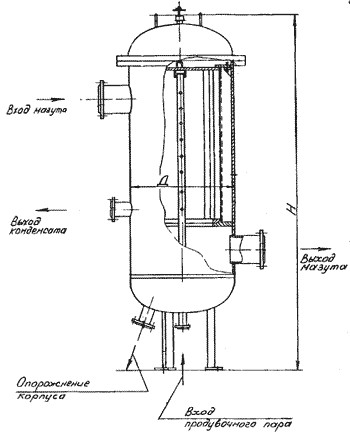 Вход мазута
Д
Н
Выход
конденсата
Выход
мазута
Опорожнение
корпуса
Вход
продувочного пара